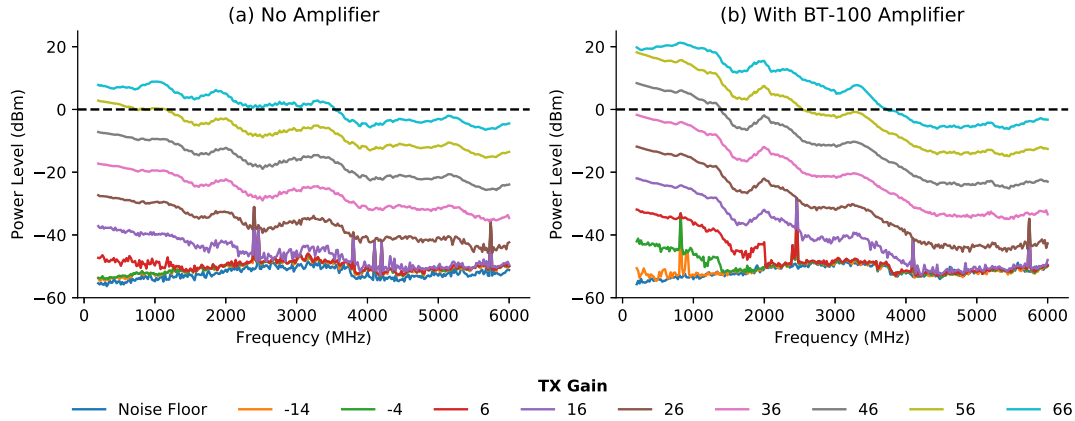 (a) No Amplifier
(b) With BT-100 Amplifier
Power Level (dBm)
20
0
−20
−40
−60
0 1000 2000 3000 4000 5000 6000
Frequency (MHz)
Power Level (dBm)
20
0
−20
−40
−60
0 1000 2000 3000 4000 5000 6000
Frequency (MHz)
TX Gain
Noise Floor -14 -4 6 16 26 36 46 56 66